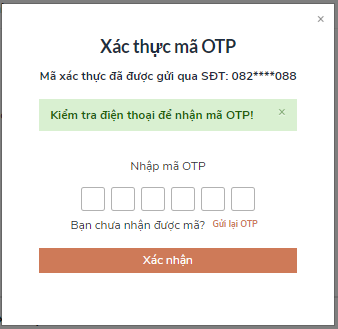 ×
Xác thực mã OTP
Mã xác thực đã được gửi qua SĐT: 082****088
Kiểm tra điện thoại để nhận mã OTP! ×
Nhập mã OTP
Bạn chưa nhận được mã? Gửi lại OTP
Xác nhận